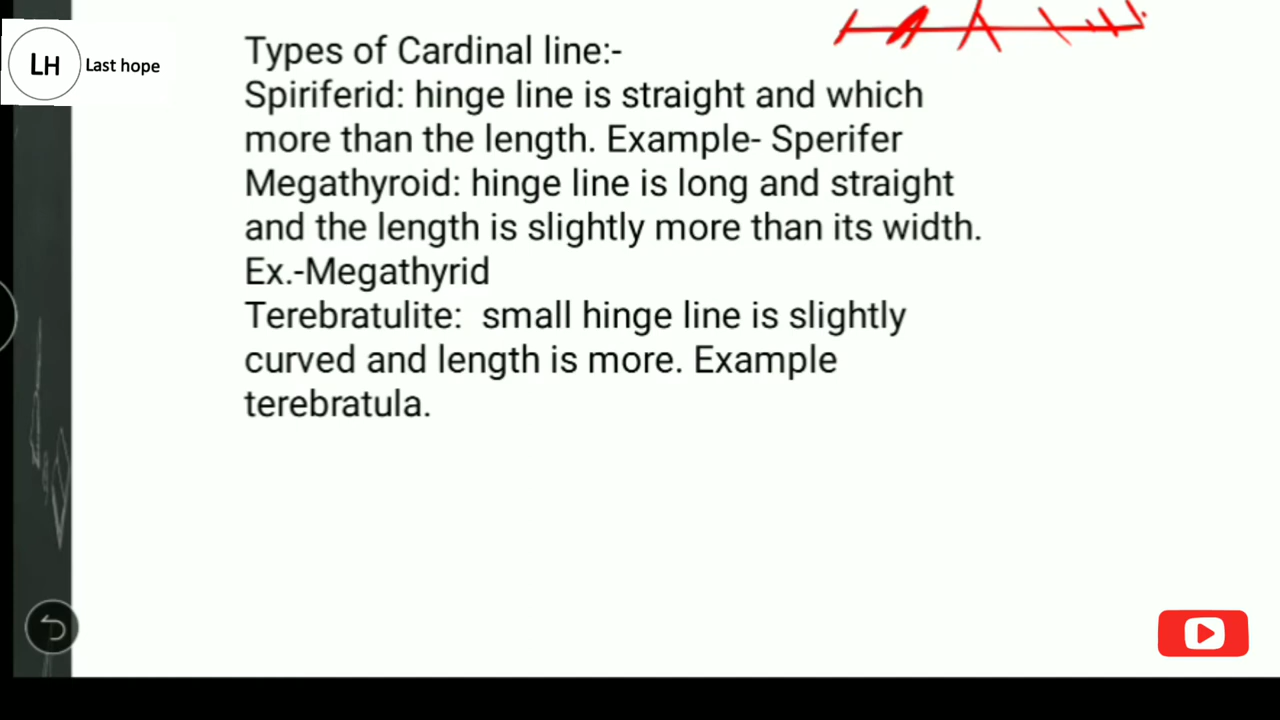 LH Last hope
Types of Cardinal line:-
Spiriferid: hinge line is straight and which
more than the length. Example- Sperifer
Megathyroid: hinge line is long and straight
and the length is slightly more than its width.
Ex.-Megathyrid
Terebratulite: small hinge line is slightly
curved and length is more. Example
terebratula.